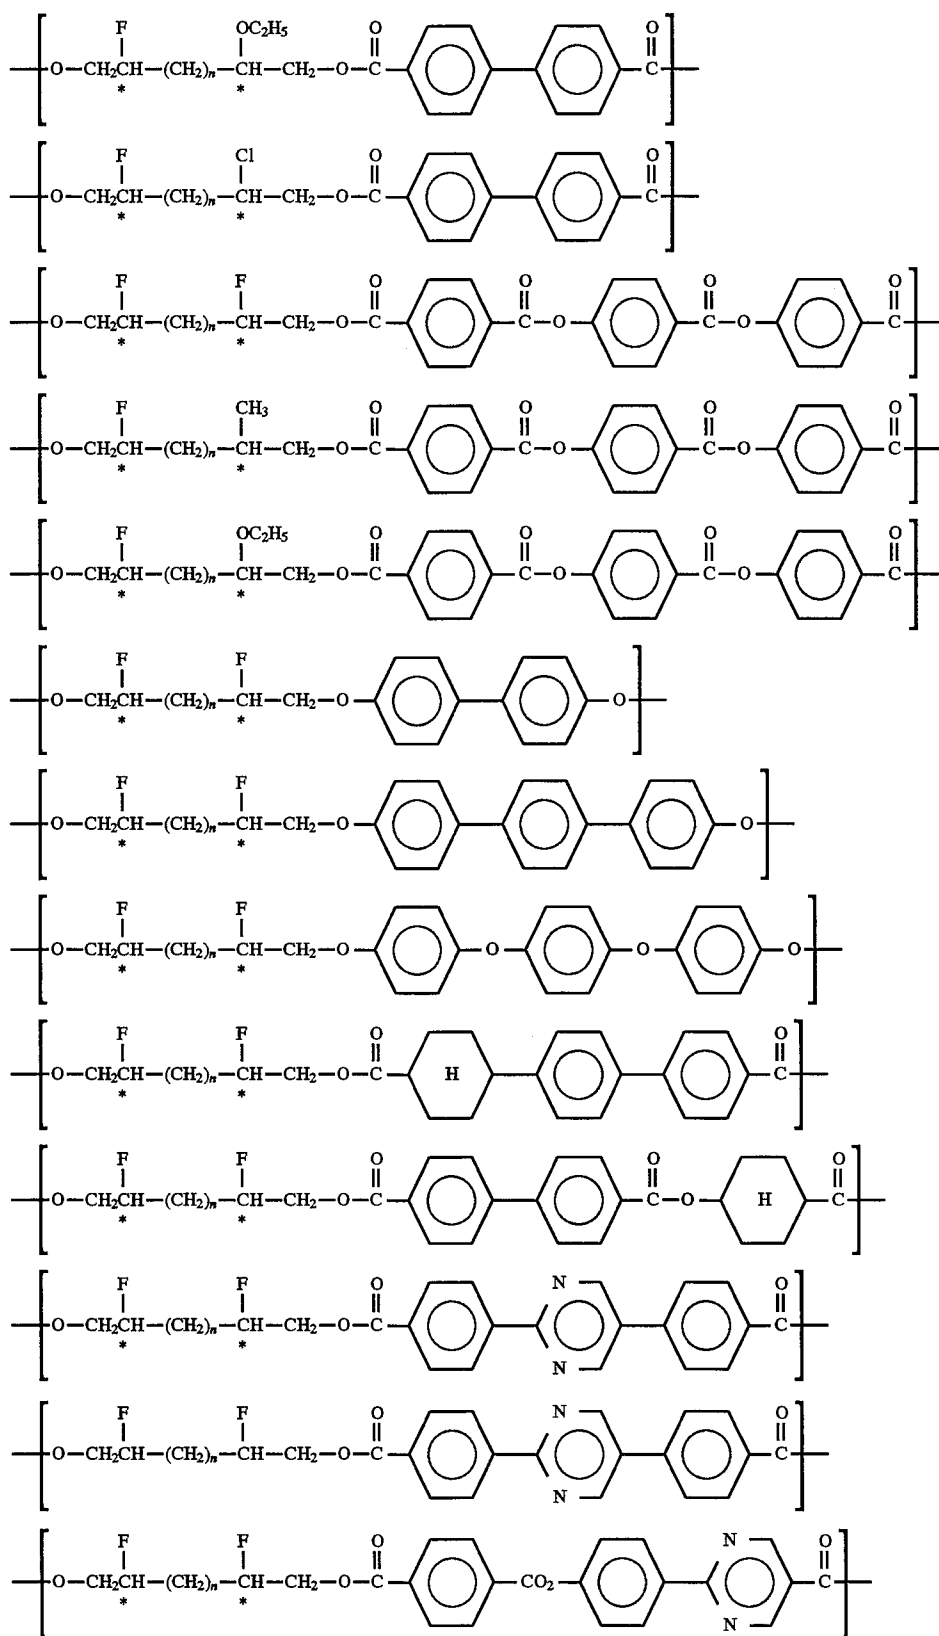 F OC₂H₅ O O
O—CH₂CH—(CH₂)ₙ—CH—CH₂—O—C C
* *
F Cl O O
O—CH₂CH—(CH₂)ₙ—CH—CH₂—O—C C
* *
F F O O O O
O—CH₂CH—(CH₂)ₙ—CH—CH₂—O—C C—O C—O C
* *
F CH₃ O O O O
O—CH₂CH—(CH₂)ₙ—CH—CH₂—O—C C—O C—O C
* *
F OC₂H₅ O O O O
O—CH₂CH—(CH₂)ₙ—CH—CH₂—O—C C—O C—O C
* *
F F
O—CH₂CH—(CH₂)ₙ—CH—CH₂—O O
* *
F F
O—CH₂CH—(CH₂)ₙ—CH—CH₂—O O
* *
F F
O—CH₂CH—(CH₂)ₙ—CH—CH₂—O O O O
* *
F F O O
O—CH₂CH—(CH₂)ₙ—CH—CH₂—O—C H C
* *
F F O O O
O—CH₂CH—(CH₂)ₙ—CH—CH₂—O—C C—O H C
* *
F F O N O
O—CH₂CH—(CH₂)ₙ—CH—CH₂—O—C C
* * N
F F O N O
O—CH₂CH—(CH₂)ₙ—CH—CH₂—O—C C
* * N
F F O N O
O—CH₂CH—(CH₂)ₙ—CH—CH₂—O—C CO₂ C
* * N